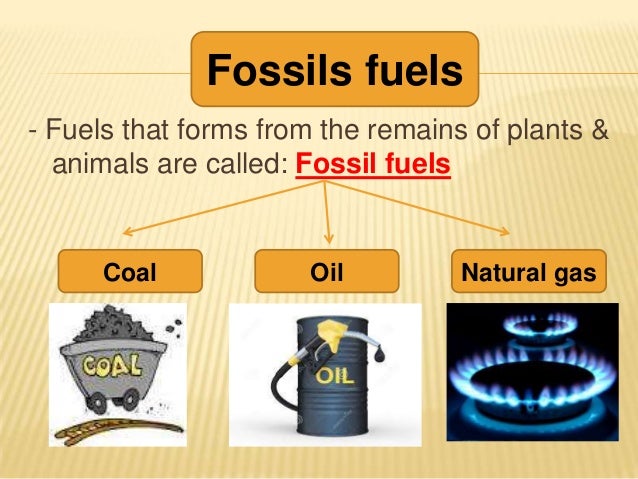 Fossils fuels
- Fuels that forms from the remains of plants &
animals are called: Fossil fuels
Coal
Oil
Natural gas
COAL
OIL